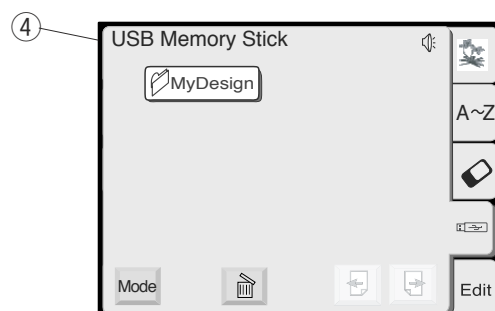 ④
USB Memory Stick
MyDesign
A~Z
Mode
Edit